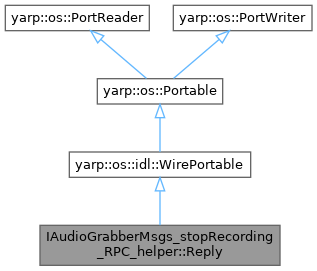 yarp::os::PortReader
yarp::os::PortWriter
yarp::os::Portable
yarp::os::idl::WirePortable
IAudioGrabberMsgs_stopRecording
_RPC_helper::Reply